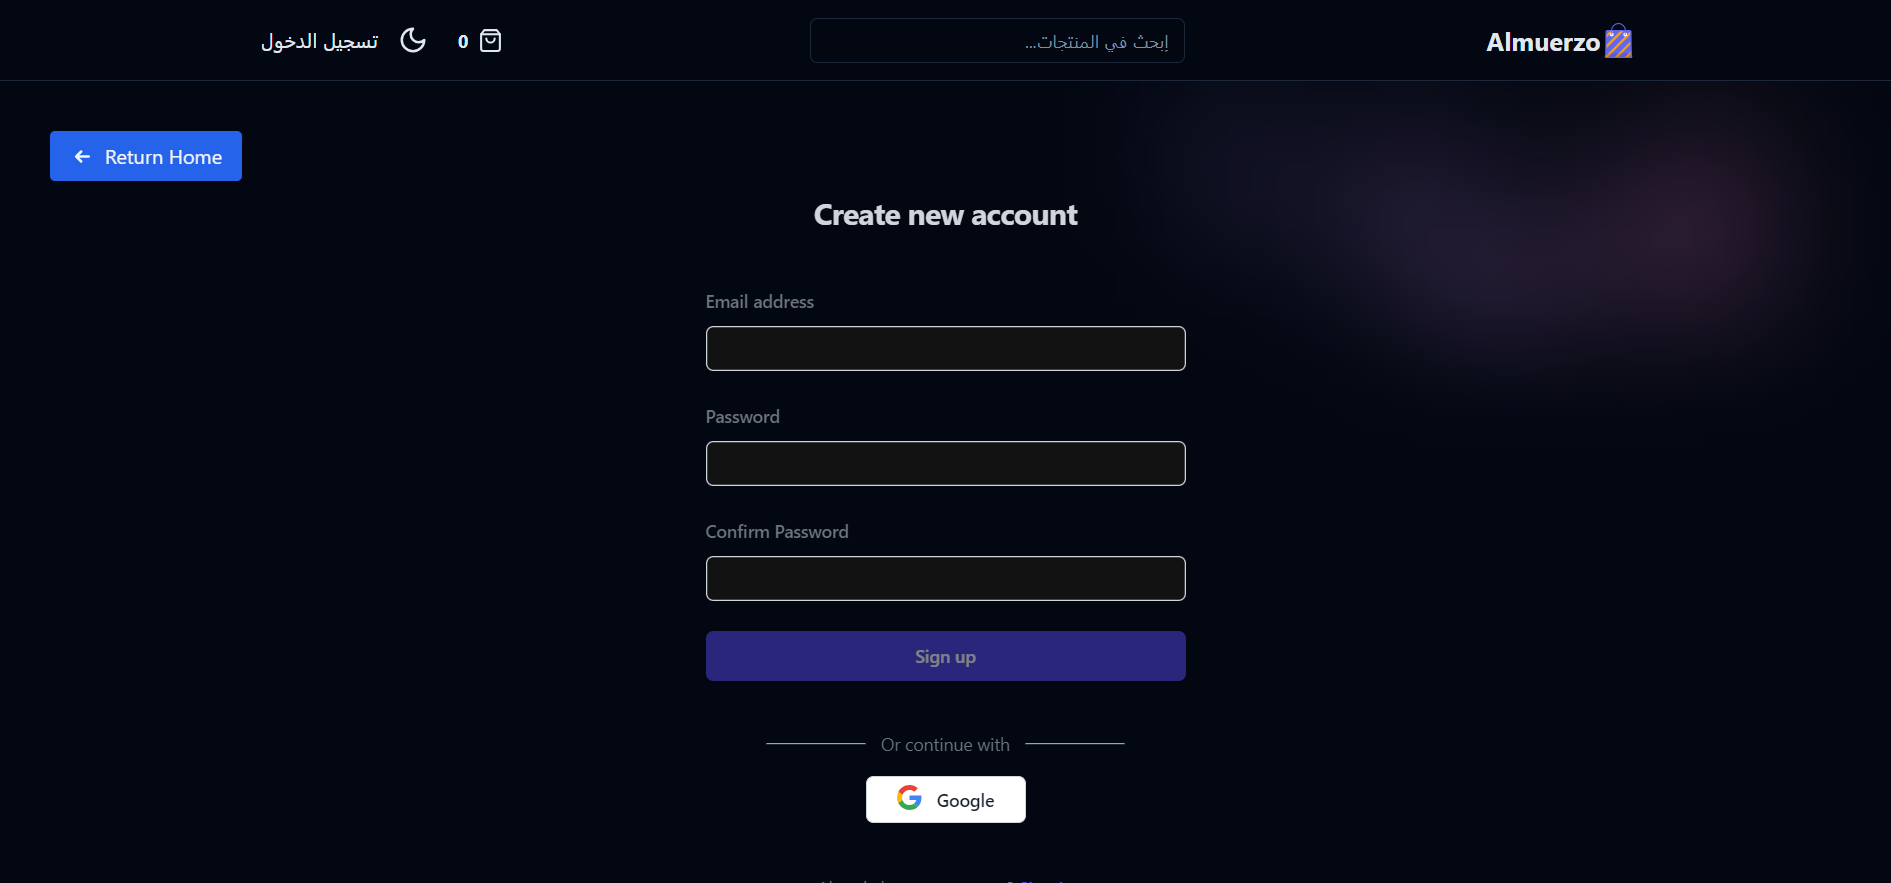 Almuerzo
إبحث في المنتجات...
0
تسجيل الدخول
Return Home
Create new account
Email address
Password
Confirm Password
Sign up
Or continue with
Google